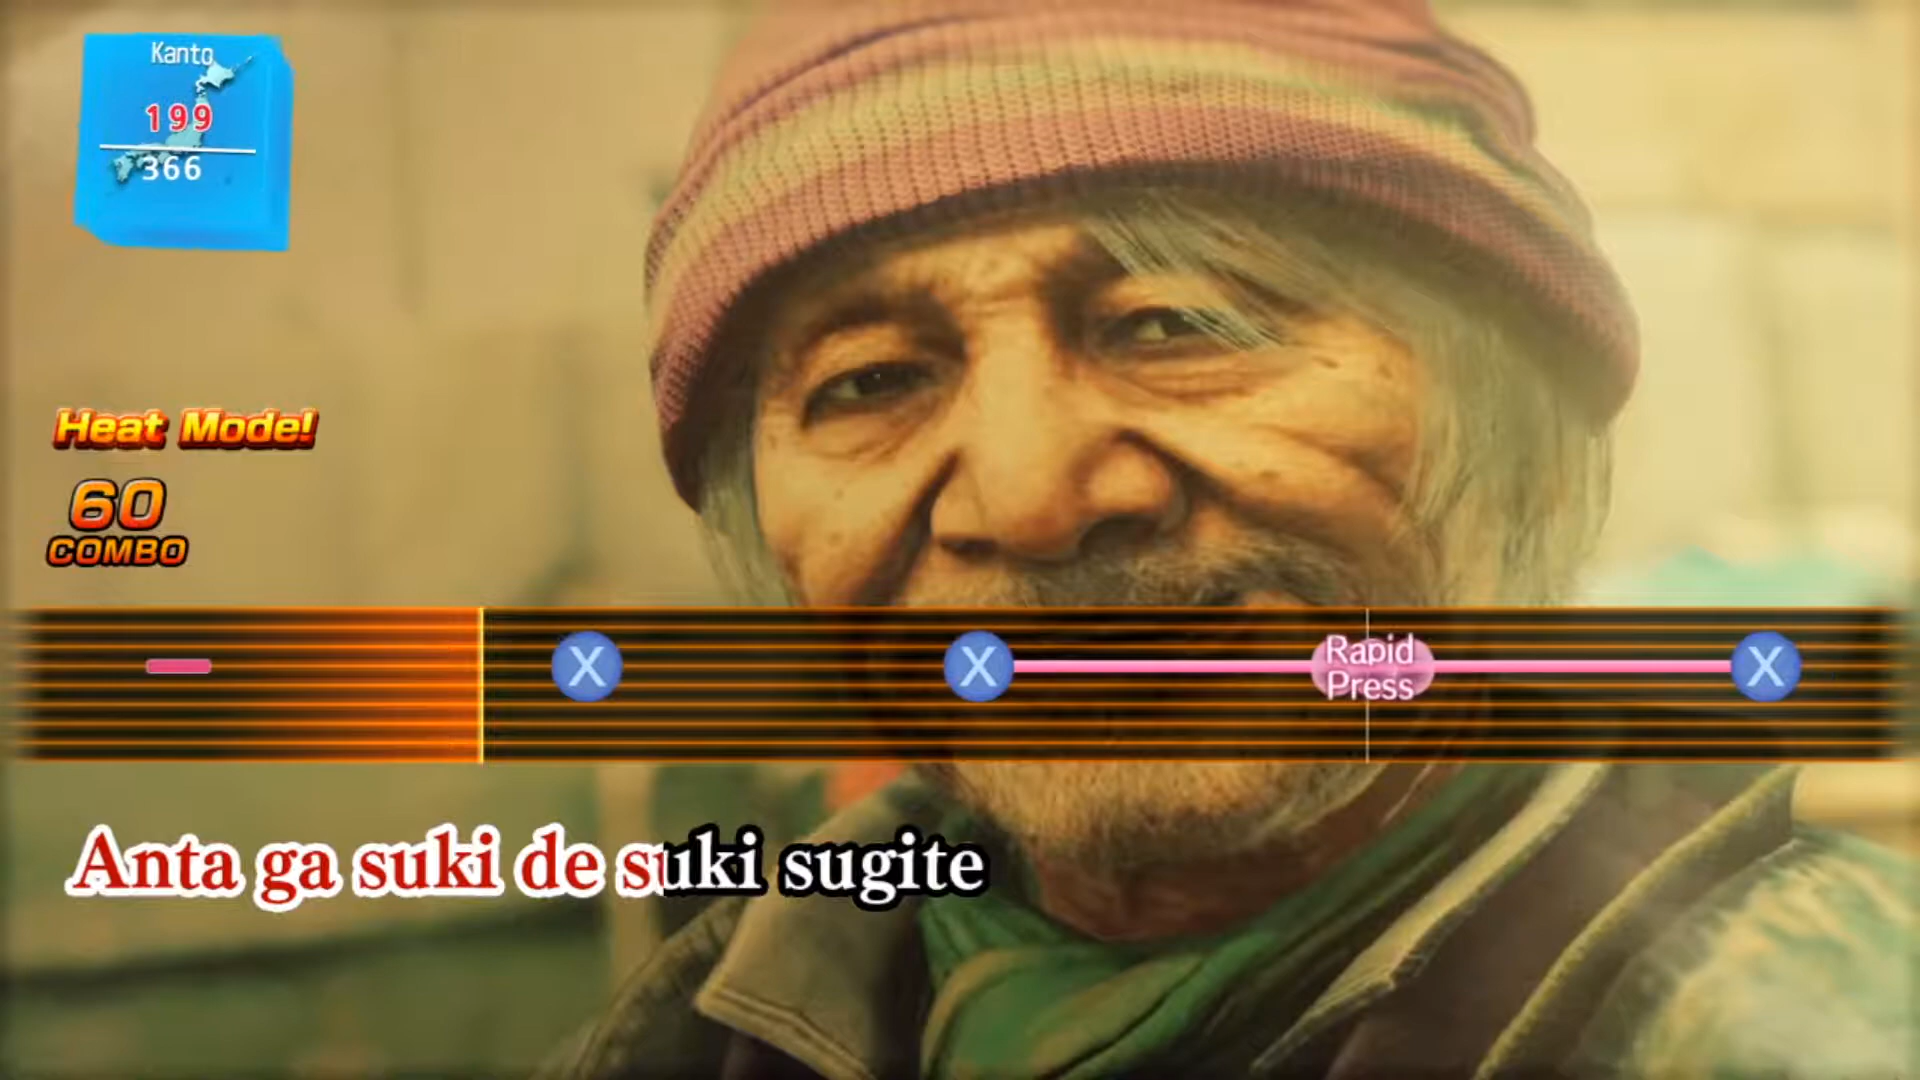 Kanto
199
366
Heat Mode!
60
COMBO
X
X
Rapid
Press
X
Anta ga suki de suki sugite